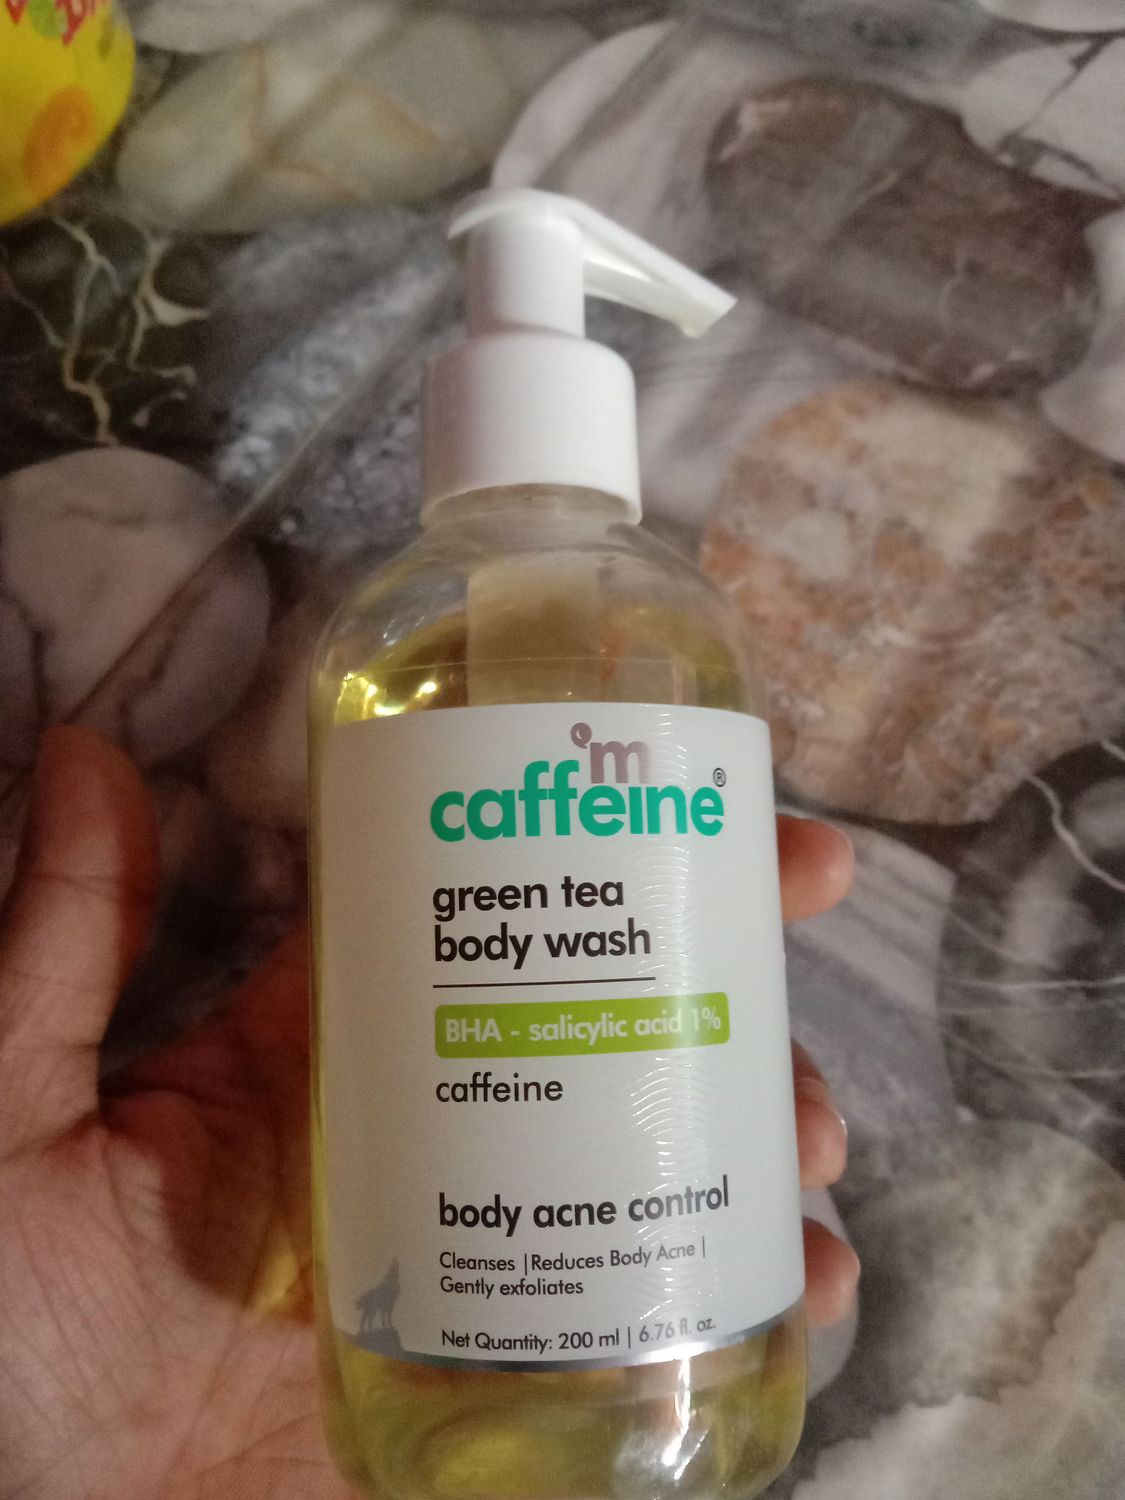 'm
caffeine®
green tea
body wash
BHA - salicylic acid 1%
caffeine
body acne control
Cleanses | Reduces Body Acne |
Gently exfoliates
Net Quantity: 200 ml | 6.76 fl. oz.